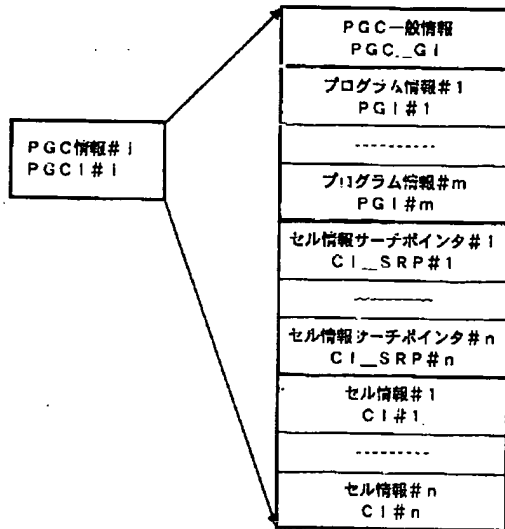 PGC情報#i
PGCI#i
PGC一般情報
PGC_GI
プログラム情報#1
PGI#1
プログラム情報#m
PGI#m
セル情報サーチポインタ#1
CI_SRP#1
セル情報サーチポインタ#n
CI_SRP#n
セル情報#1
CI#1
セル情報#n
CI#n